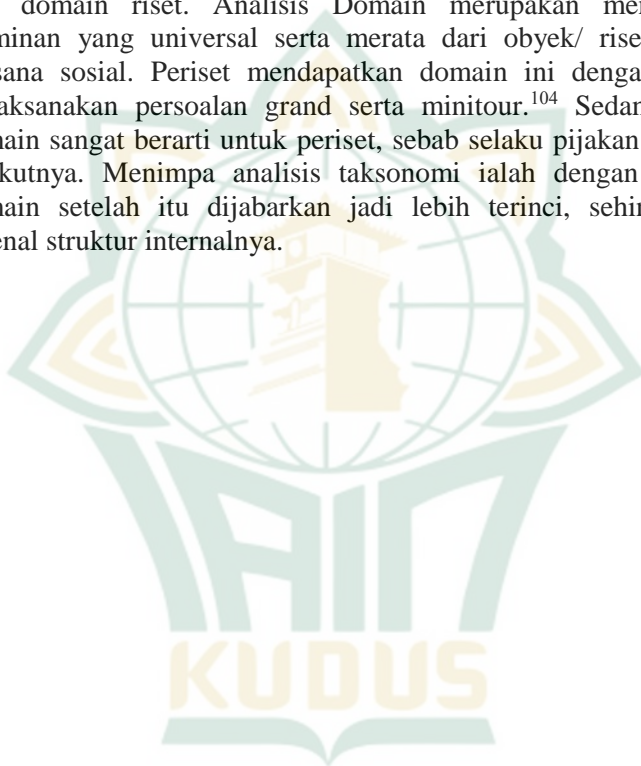 domain riset. Analisis Domain merupakan
minan yang universal serta merata dari obyek/ rise
sana sosial. Periset mendapatkan domain ini denga
aksanakan persoalan grand serta minitour.¹⁰⁴ Sedan
nain sangat berarti untuk periset, sebab selaku pijakan
kutnya. Menimpa analisis taksonomi ialah dengan
nain setelah itu dijabarkan jadi lebih terinci, sehin
enal struktur internalnya.
IAIN
KUDUS